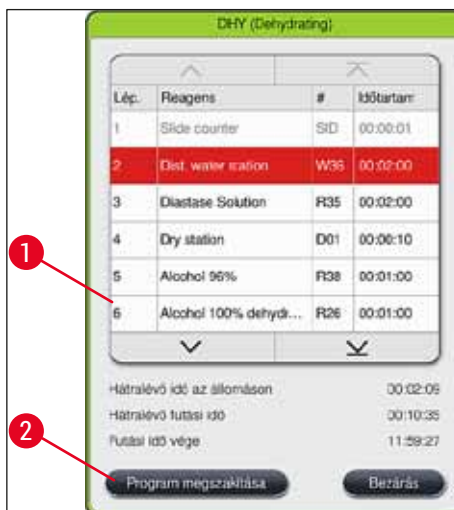 DHY (Dehydrating)
Lép. Reagens # Időtartam
1 Slide counter SID 00:00:01
2 Dist. water station W36 00:02:00
3 Diastase Solution R35 00:02:00
4 Dry station D01 00:00:10
5 Alcohol 96% R38 00:01:00
6 Alcohol 100% dehydr... R26 00:01:00
1
Hátralévő idő az állomáson 00:02:09
Hátralévő futási idő 00:10:35
Futási idő vége 11:59:27
2
Program megszakítása Bezárás